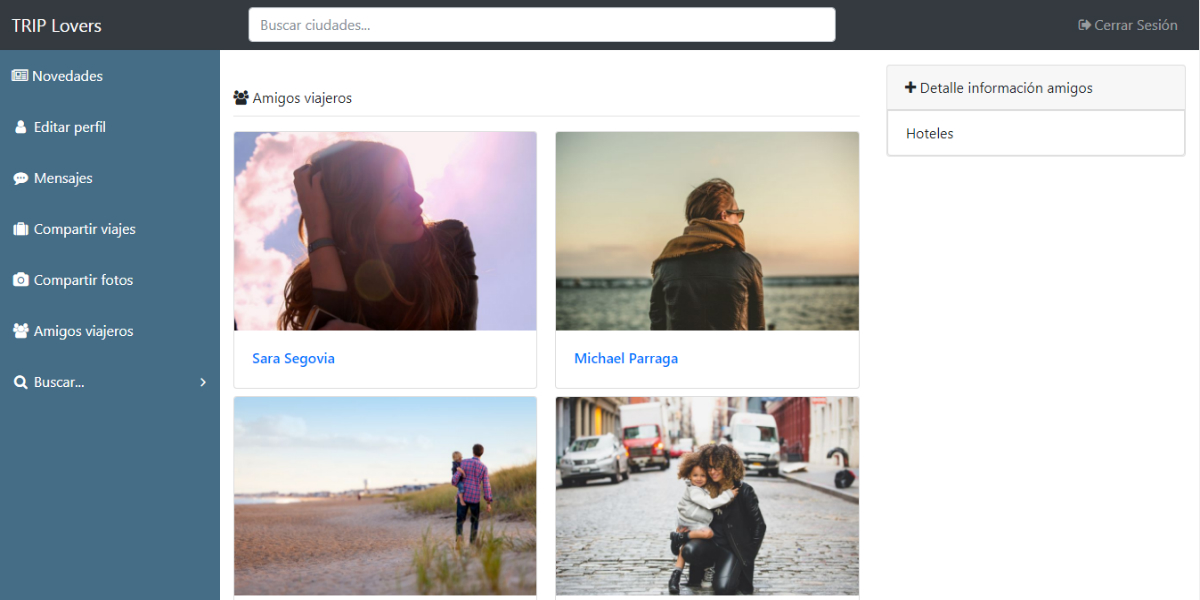 TRIP Lovers
Buscar ciudades...
Cerrar Sesión
Novedades
Editar perfil
Mensajes
Compartir viajes
Compartir fotos
Amigos viajeros
Buscar...
Amigos viajeros
Sara Segovia
Michael Parraga
Detalle información amigos
Hoteles